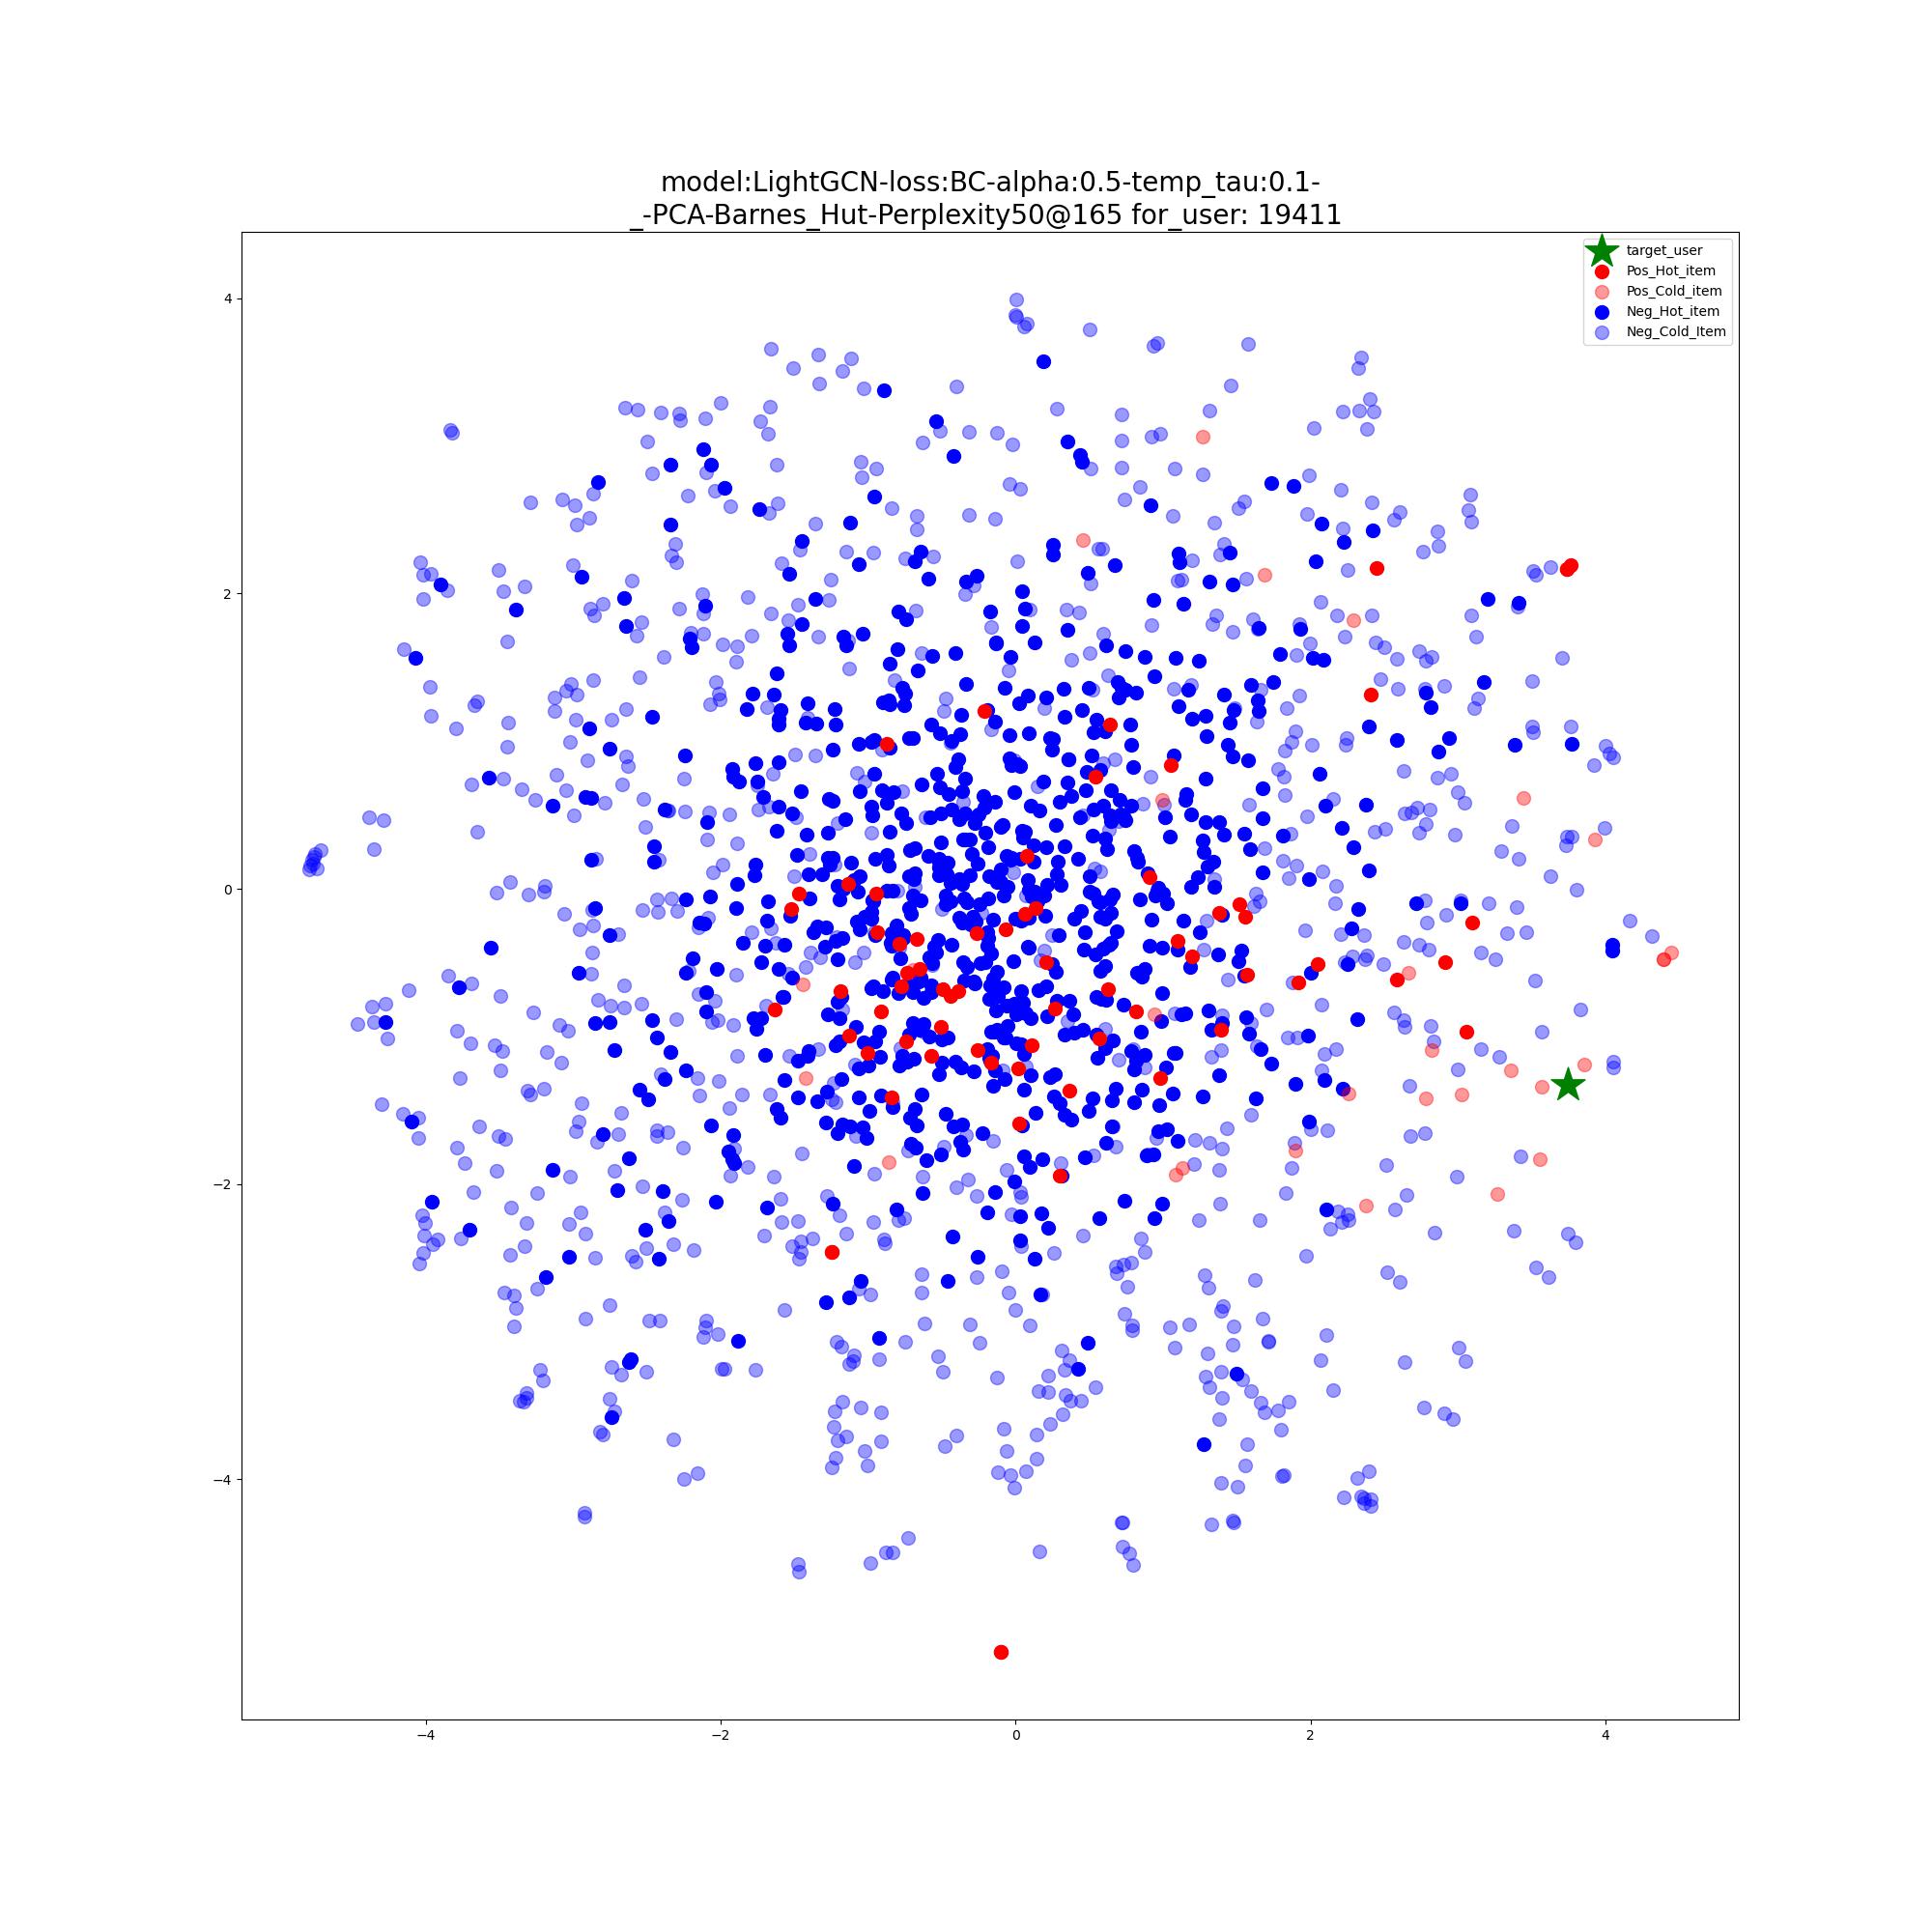 model:LightGCN-loss:BC-alpha:0.5-temp_tau:0.1-
_-PCA-Barnes_Hut-Perplexity50@165 for_user: 19411
target_user
Pos_Hot_item
Pos_Cold_item
Neg_Hot_item
Neg_Cold_Item
4
2
0
−2
−4
−4
−2
0
2
4